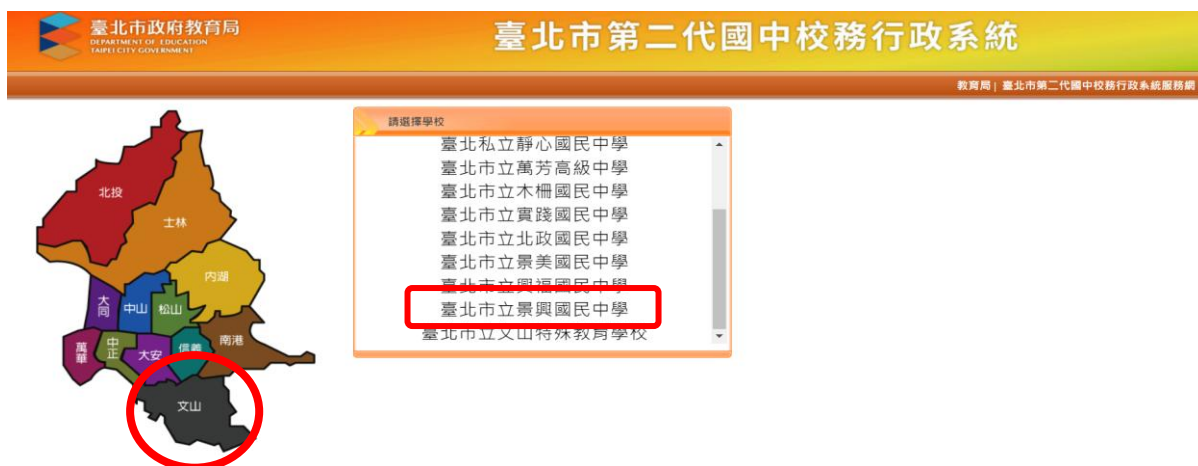 臺北市政府教育局
DEPARTMENT OF EDUCATION
TAIPEI CITY GOVERNMENT
臺北市第二代國中校務行政系統
教育局 | 臺北市第二代國中校務行政系統服務網
請選擇學校
臺北私立靜心國民中學
臺北市立萬芳高級中學
臺北市立木柵國民中學
臺北市立實踐國民中學
臺北市立北政國民中學
臺北市立景美國民中學
臺北市立興福國民中學
臺北市立景興國民中學
臺北市立文山特殊教育學校
北投
士林
內湖
大同
中山
松山
南港
萬華
中正
大安
信義
文山